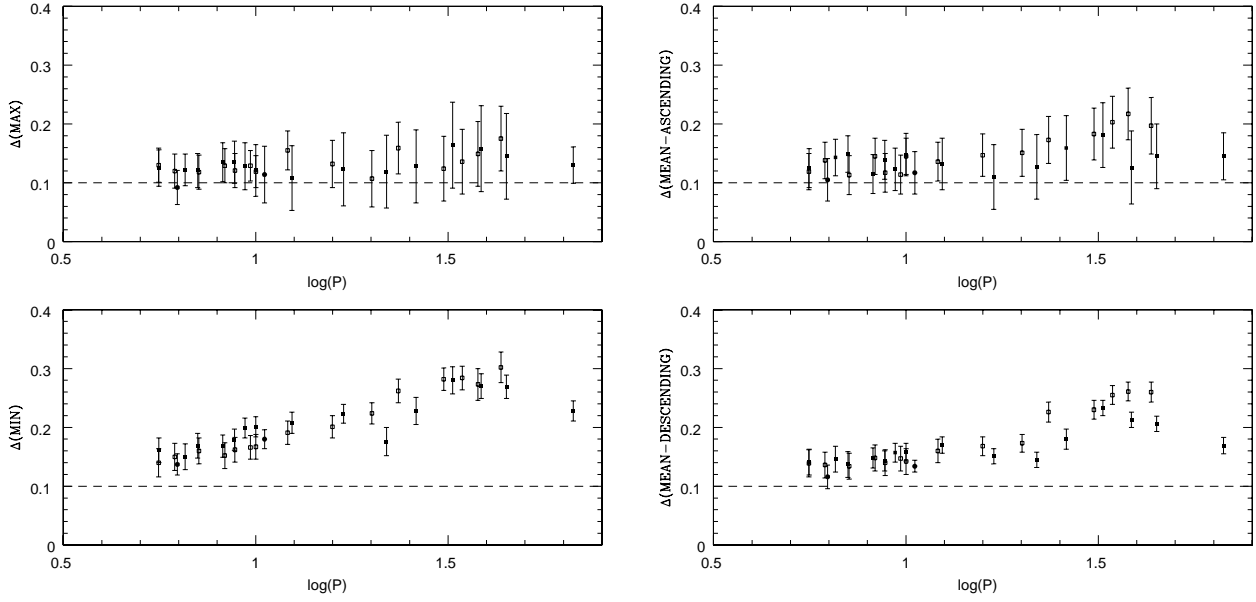 0.4 0.4
0.3 0.3
Δ(MAX) 0.2 Δ(MEAN-ASCENDING) 0.2
0.1 0.1
0 0
0.5 1 1.5 0.5 1 1.5
log(P) log(P)
0.4 0.4
0.3 0.3
Δ(MIN) 0.2 Δ(MEAN-DESCENDING) 0.2
0.1 0.1
0 0
0.5 1 1.5 0.5 1 1.5
log(P) log(P)